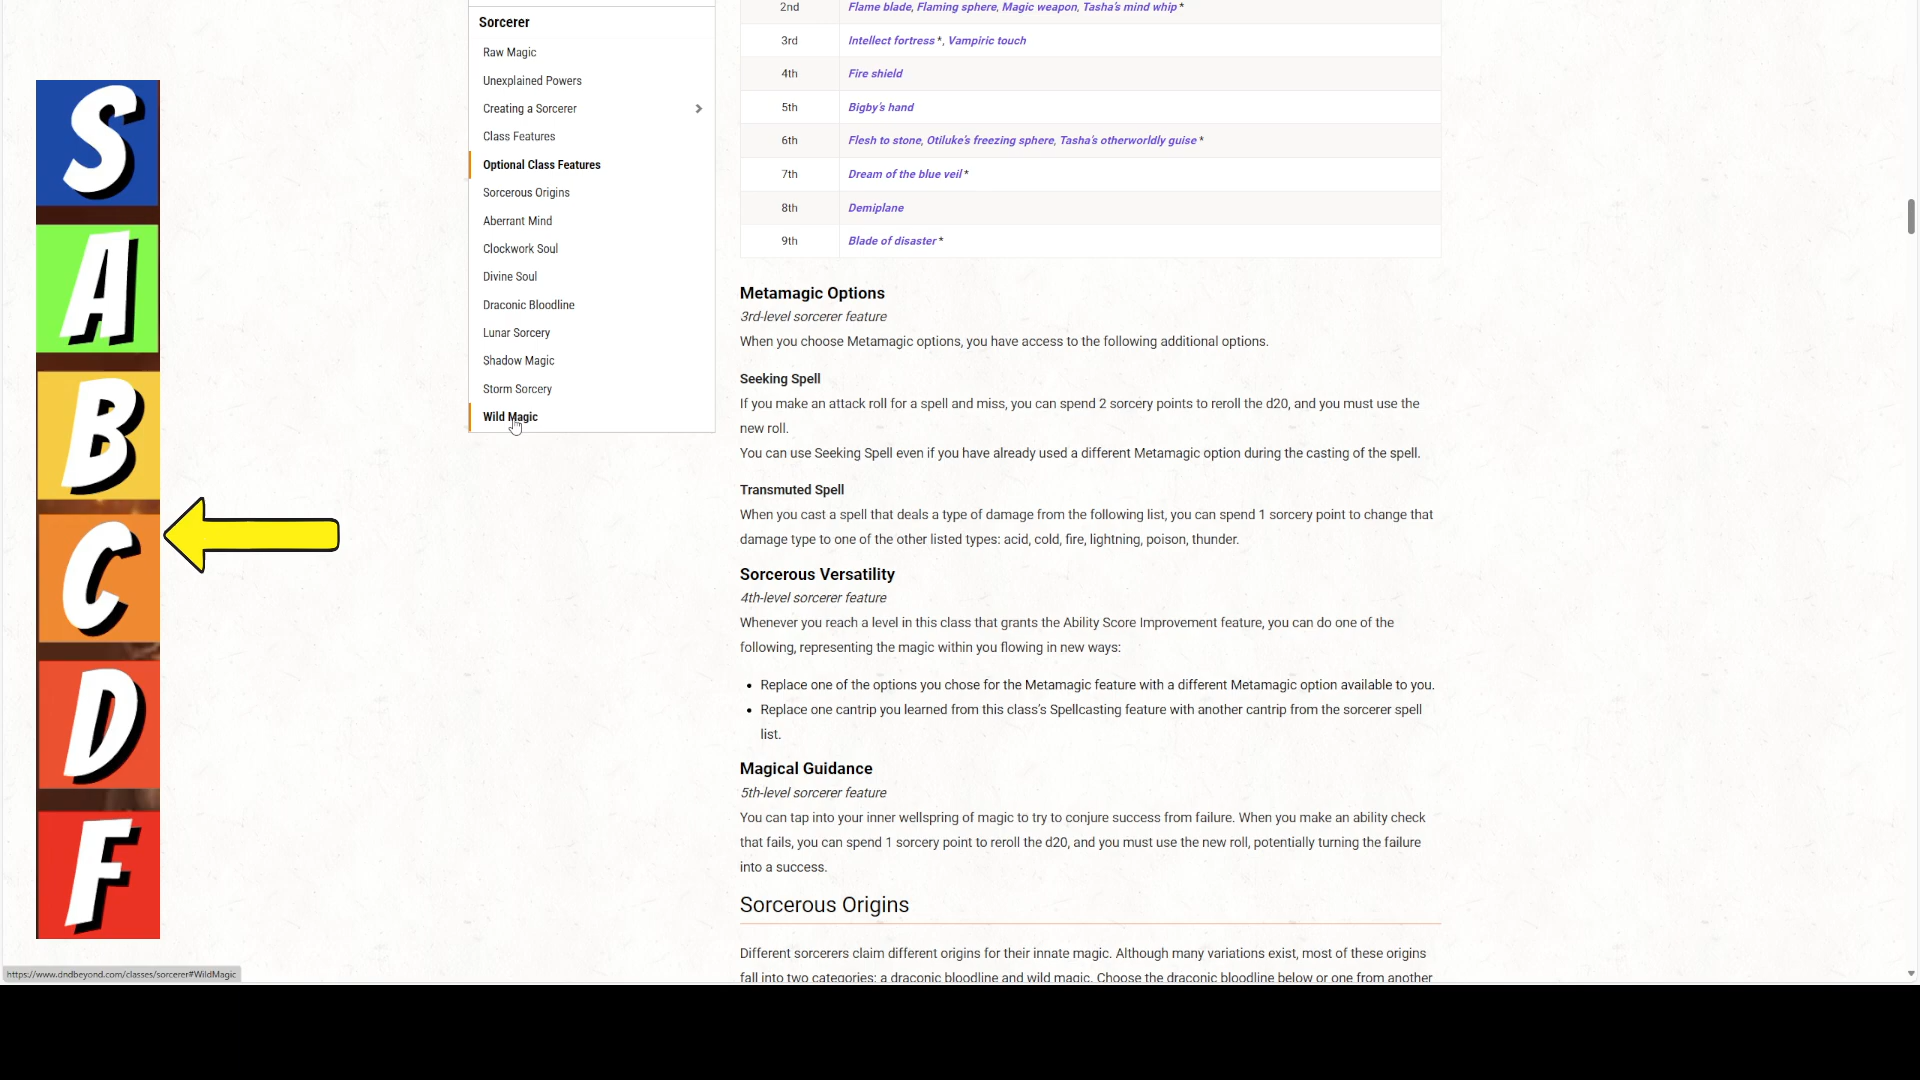 S
A
B
C
D
F
Sorcerer
Raw Magic
Unexplained Powers
Creating a Sorcerer
Class Features
Optional Class Features
Sorcerous Origins
Aberrant Mind
Clockwork Soul
Divine Soul
Draconic Bloodline
Lunar Sorcery
Shadow Magic
Storm Sorcery
Wild Magic
2nd Flame blade, Flaming sphere, Magic weapon, Tasha's mind whip *
3rd Intellect fortress *, Vampiric touch
4th Fire shield
5th Bigby's hand
6th Flesh to stone, Otiluke's freezing sphere, Tasha's otherworldly guise *
7th Dream of the blue veil *
8th Demiplane
9th Blade of disaster *
Metamagic Options
3rd-level sorcerer feature
When you choose Metamagic options, you have access to the following additional options.
Seeking Spell
If you make an attack roll for a spell and miss, you can spend 2 sorcery points to reroll the d20, and you must use the
new roll.
You can use Seeking Spell even if you have already used a different Metamagic option during the casting of the spell.
Transmuted Spell
When you cast a spell that deals a type of damage from the following list, you can spend 1 sorcery point to change that
damage type to one of the other listed types: acid, cold, fire, lightning, poison, thunder.
Sorcerous Versatility
4th-level sorcerer feature
Whenever you reach a level in this class that grants the Ability Score Improvement feature, you can do one of the
following, representing the magic within you flowing in new ways:
• Replace one of the options you chose for the Metamagic feature with a different Metamagic option available to you.
• Replace one cantrip you learned from this class's Spellcasting feature with another cantrip from the sorcerer spell
list.
Magical Guidance
5th-level sorcerer feature
You can tap into your inner wellspring of magic to try to conjure success from failure. When you make an ability check
that fails, you can spend 1 sorcery point to reroll the d20, and you must use the new roll, potentially turning the failure
into a success.
Sorcerous Origins
Different sorcerers claim different origins for their innate magic. Although many variations exist, most of these origins
fall into two categories: a draconic bloodline and wild magic. Choose the draconic bloodline below or one from another
https://www.dndbeyond.com/classes/sorcerer#WildMagic